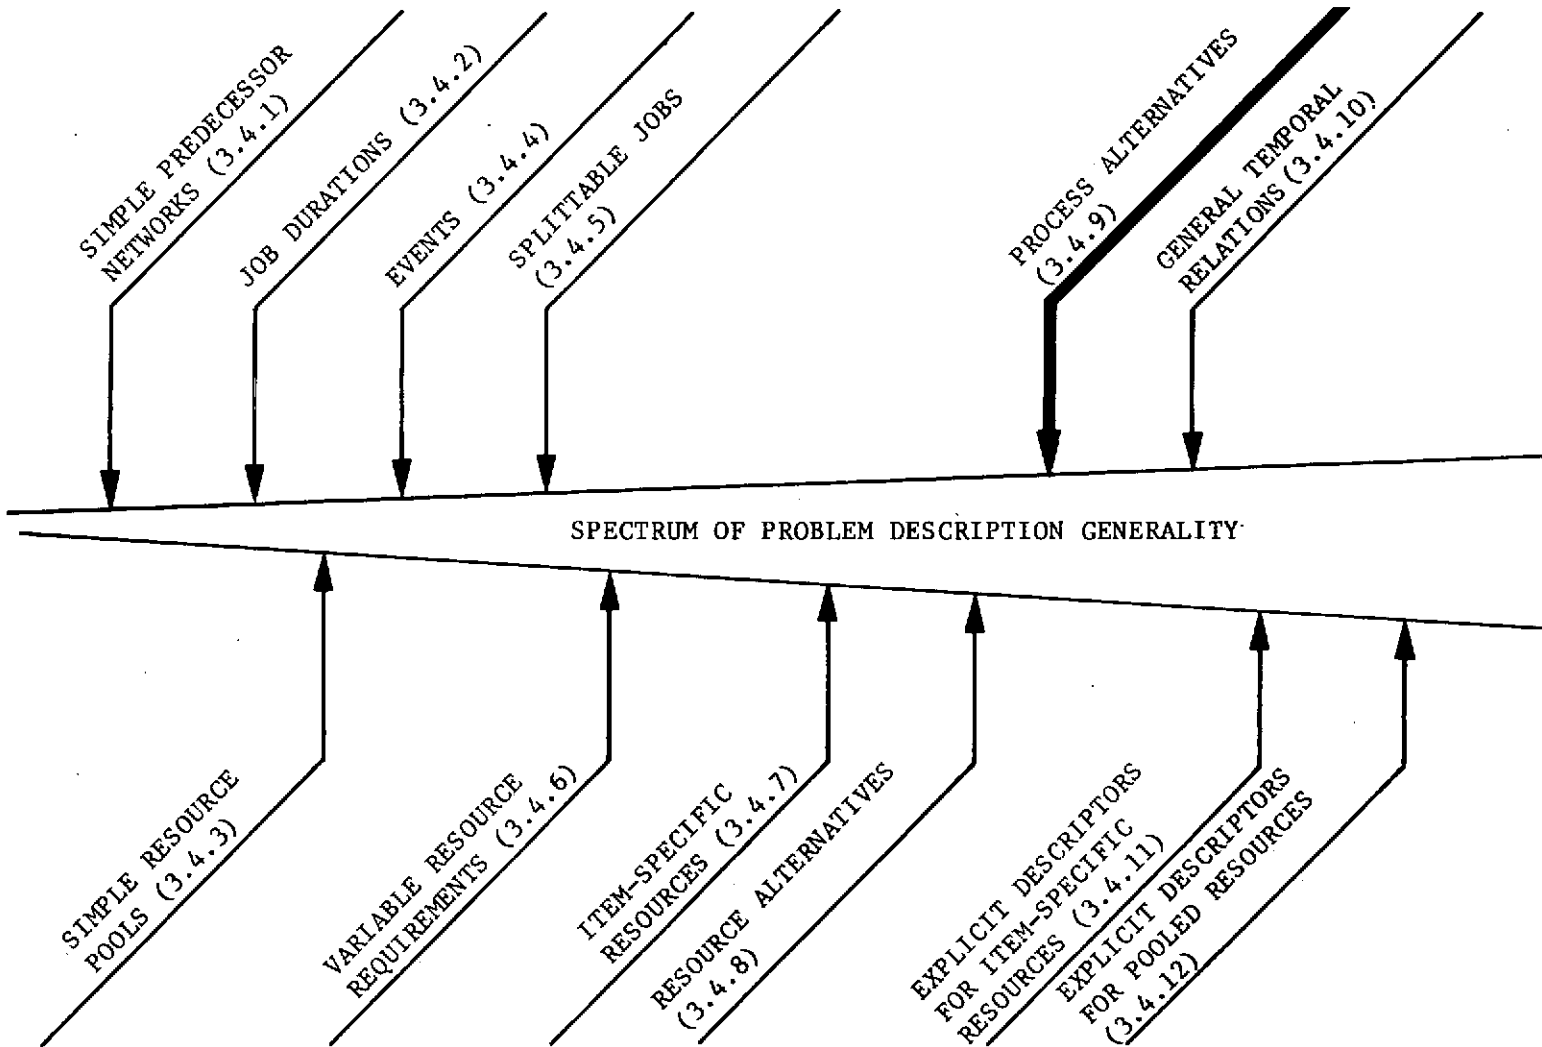 SIMPLE PREDECESSOR
NETWORKS (3.4.1)
JOB DURATIONS (3.4.2)
EVENTS (3.4.4)
SPLITTABLE JOBS
(3.4.5)
PROCESS ALTERNATIVES
(3.4.9)
GENERAL TEMPORAL
RELATIONS (3.4.10)
SPECTRUM OF PROBLEM DESCRIPTION GENERALITY
SIMPLE RESOURCE
POOLS (3.4.3)
VARIABLE RESOURCE
REQUIREMENTS (3.4.6)
ITEM-SPECIFIC
RESOURCES (3.4.7)
RESOURCE ALTERNATIVES
(3.4.8)
EXPLICIT DESCRIPTORS
FOR ITEM-SPECIFIC
RESOURCES (3.4.11)
EXPLICIT DESCRIPTORS
FOR POOLED RESOURCES
(3.4.12)